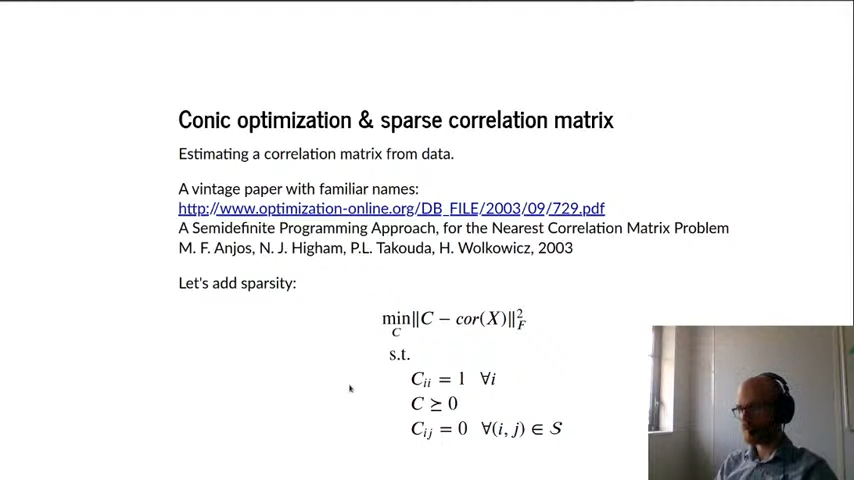 Conic optimization & sparse correlation matrix
Estimating a correlation matrix from data.
A vintage paper with familiar names:
http://www.optimization-online.org/DB_FILE/2003/09/729.pdf
A Semidefinite Programming Approach, for the Nearest Correlation Matrix Problem
M. F. Anjos, N. J. Higham, P.L. Takouda, H. Wolkowicz, 2003
Let's add sparsity:
min_C ‖C − cor(X)‖²_F
s.t.
C_ii = 1 ∀i
C ⪰ 0
C_ij = 0 ∀(i, j) ∈ 𝒮